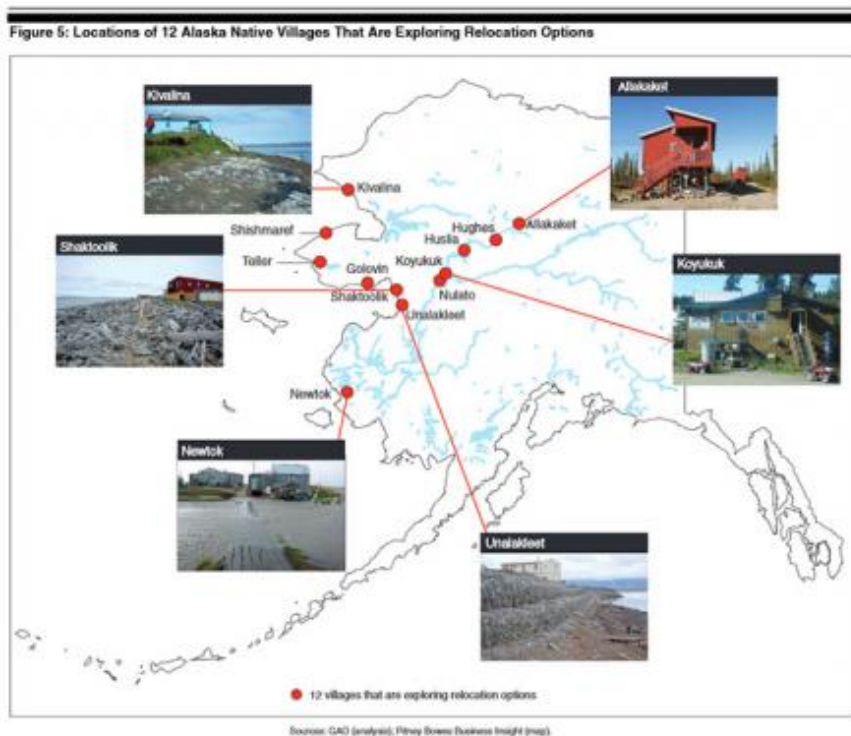 Figure 5: Locations of 12 Alaska Native Villages That Are Exploring Relocation Options
Kivalina
Allakaket
Kivalina
Shishmaref
Hughes
Allakaket
Huslia
Shaktoolik
Teller
Koyukuk
Koyukuk
Golovin
Shaktoolik
Nulato
Unalakleet
Newtok
Newtok
Unalakleet
12 villages that are exploring relocation options
Sources: GAO (analysis); Pitney Bowes Business Insight (map).